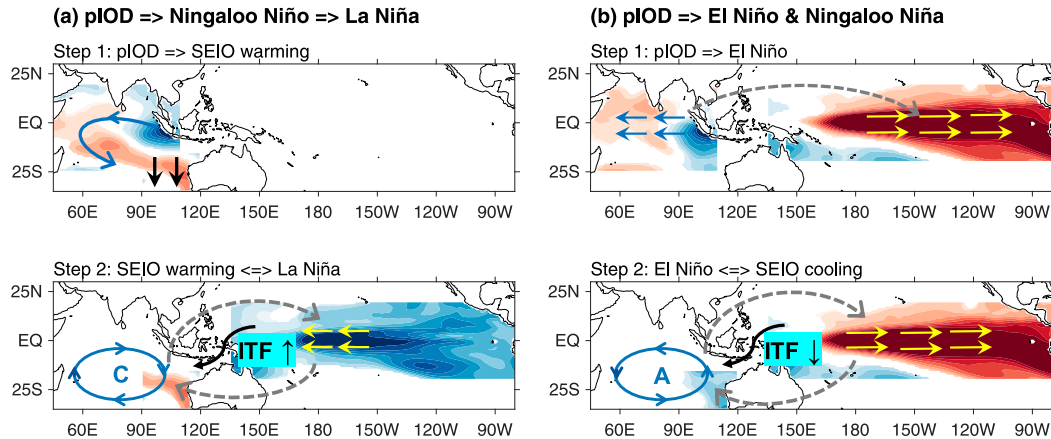 (a) pIOD => Ningaloo Niño => La Niña
Step 1: pIOD => SEIO warming
25N
EQ
25S
60E 90E 120E 150E 180 150W 120W 90W
Step 2: SEIO warming <=> La Niña
25N
EQ
25S
C
ITF ↑
60E 90E 120E 150E 180 150W 120W 90W
(b) pIOD => El Niño & Ningaloo Niña
Step 1: pIOD => El Niño
25N
EQ
25S
60E 90E 120E 150E 180 150W 120W 90W
Step 2: El Niño <=> SEIO cooling
25N
EQ
25S
A
ITF ↓
60E 90E 120E 150E 180 150W 120W 90W